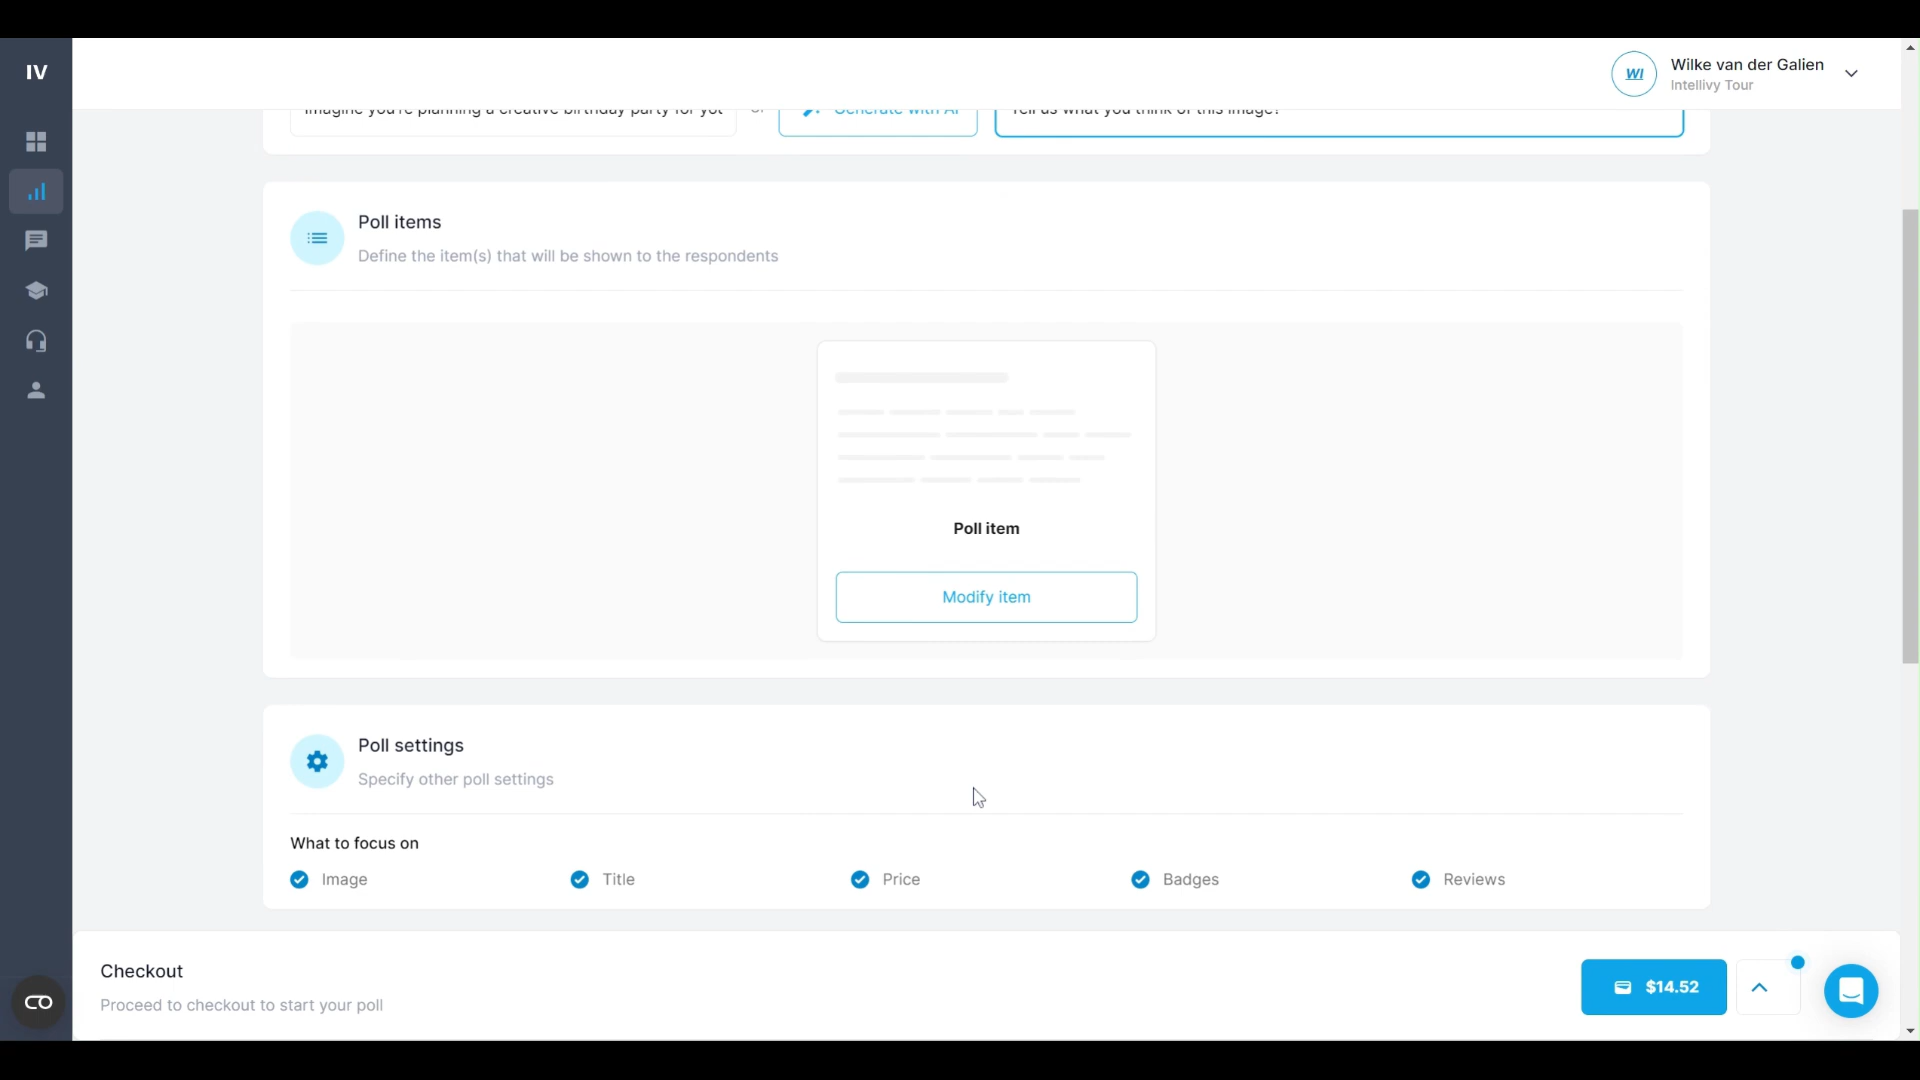 IV
WI
Wilke van der Galien
Intellivy Tour
Imagine you're planning a creative birthday party for yo
or
Generate with AI
Tell us what you think of this image?
Poll items
Define the item(s) that will be shown to the respondents
Poll item
Modify item
Poll settings
Specify other poll settings
What to focus on
Image
Title
Price
Badges
Reviews
Checkout
Proceed to checkout to start your poll
$14.52